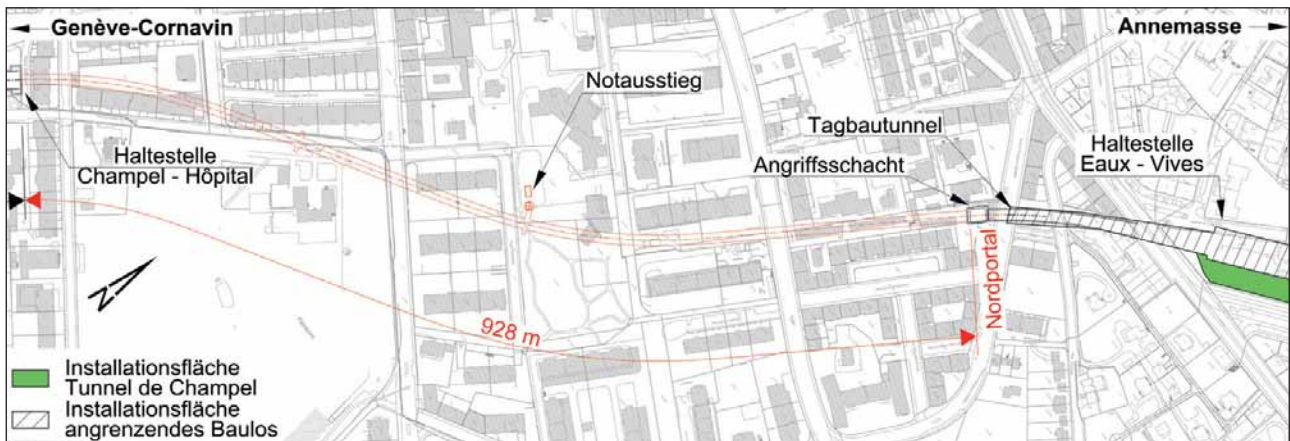 Genève-Cornavin
Annemasse
Notausstieg
Tagbautunnel
Haltestelle
Champel - Hôpital
Angriffsschacht
Haltestelle
Eaux - Vives
Nordportal
928 m
Installationsfläche
Tunnel de Champel
Installationsfläche
angrenzendes Baulos